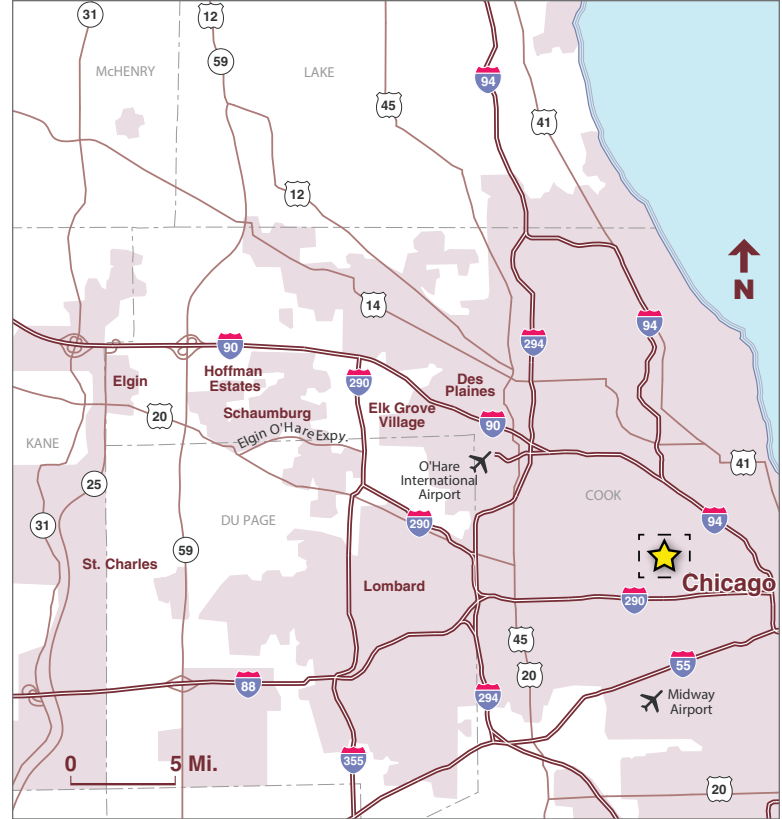 31
12
McHENRY
59
LAKE
94
45
41
12
N
14
94
294
90
Elgin
Hoffman
Estates
290
Des
Plaines
20
Schaumburg
Elk Grove
Village
90
Elgin O'Hare Expy.
KANE
O'Hare
International
Airport
41
25
COOK
31
DU PAGE
290
94
59
St. Charles
Lombard
Chicago
290
45
55
20
88
294
Midway
Airport
355
0
5 Mi.
20